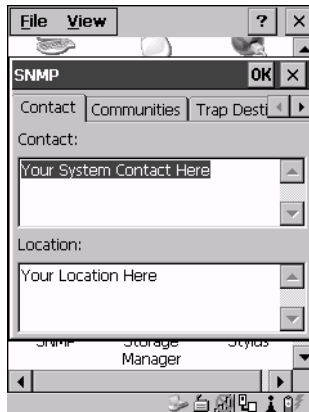 File View ? ×
SNMP OK ×
Contact Communities Trap Desti
Contact:
Your System Contact Here
Location:
Your Location Here
SNMP Storage Stylus
Manager